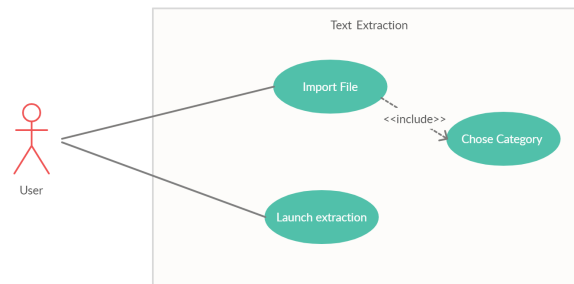 Text Extraction
Import File
<<include>>
Chose Category
User
Launch extraction